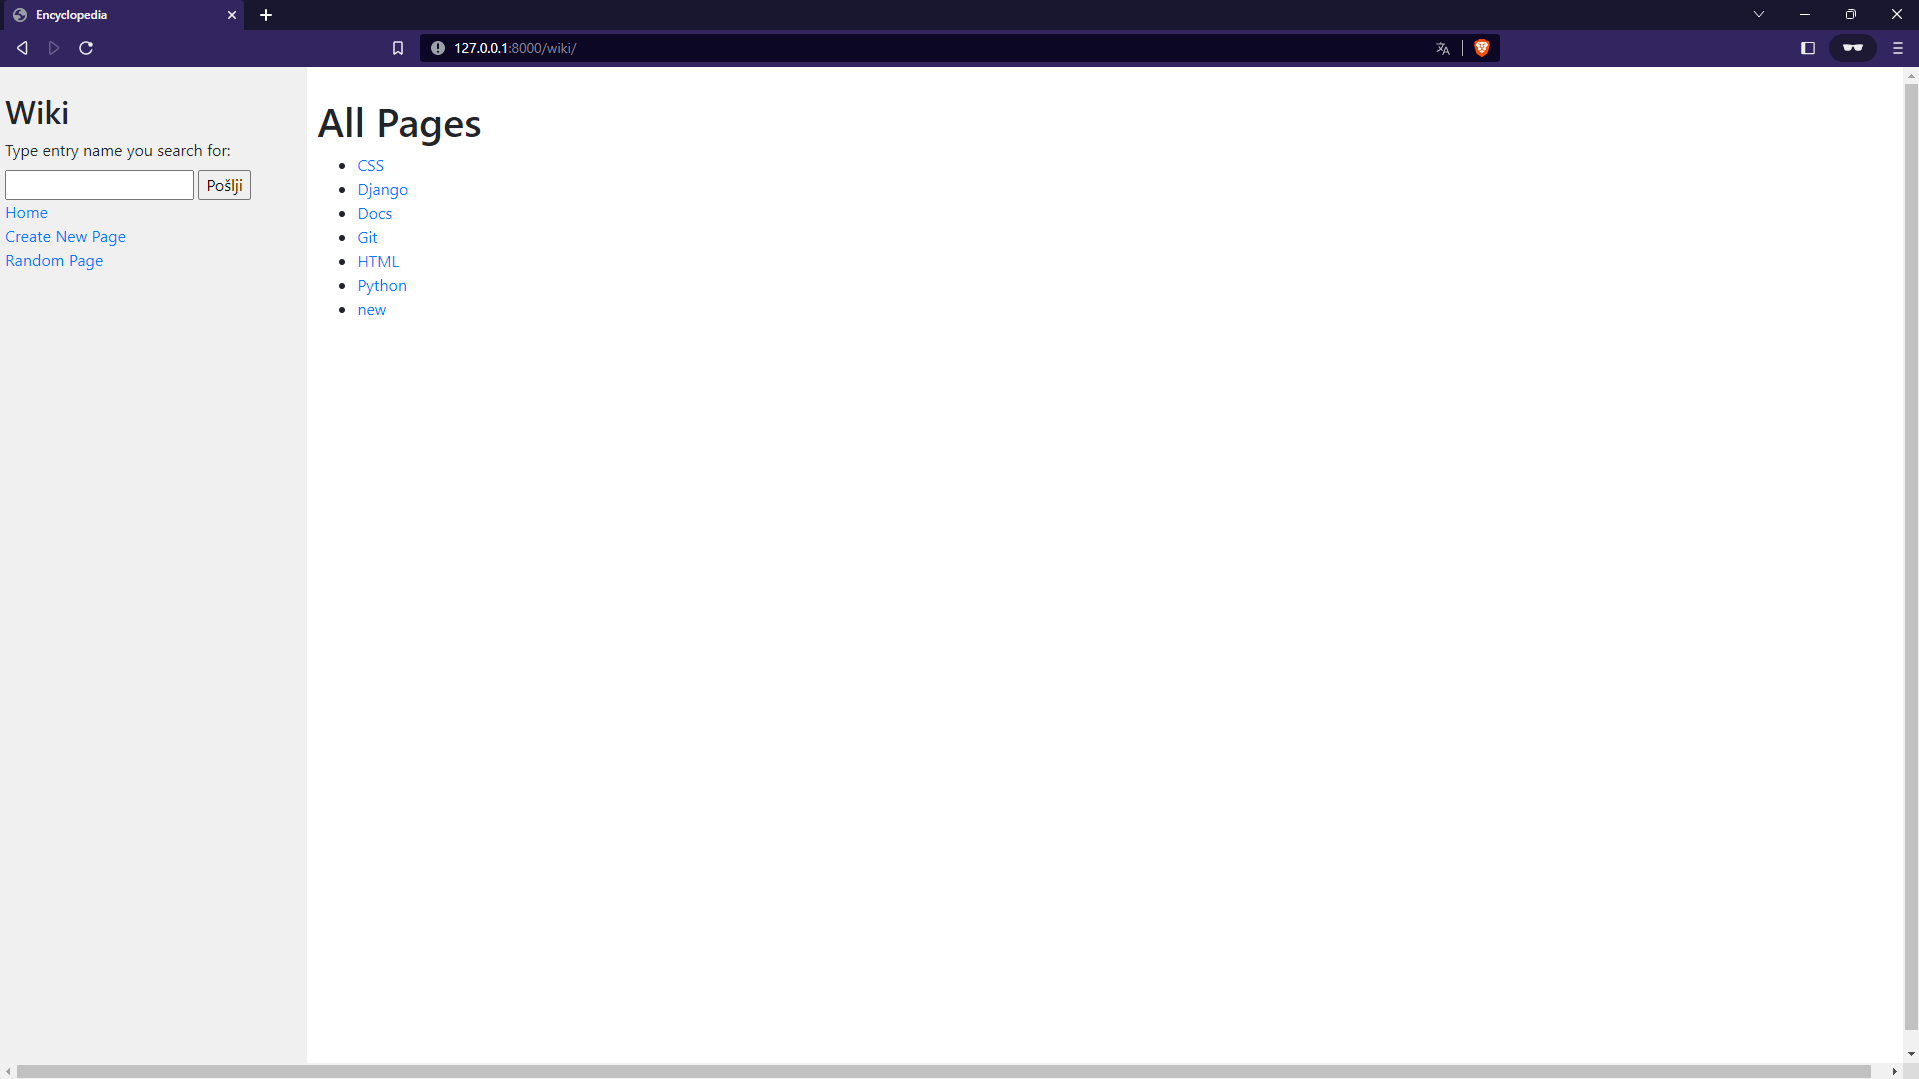 Encyclopedia
127.0.0.1:8000/wiki/
Wiki
Type entry name you search for:
Pošlji
Home
Create New Page
Random Page
All Pages
CSS
Django
Docs
Git
HTML
Python
new